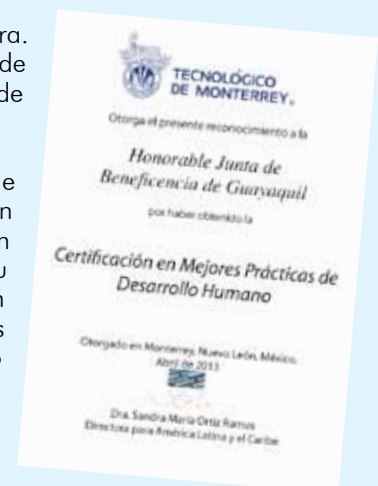 ra.
de
de
e
n
n
u
n
s
o
TECNOLÓGICO
DE MONTERREY®
Otorga el presente reconocimiento a la
Honorable Junta de
Beneficencia de Guayaquil
por haber obtenido la
Certificación en Mejores Prácticas de
Desarrollo Humano
Otorgado en Monterrey, Nuevo León, México.
Abril de 2013
Dra. Sandra María Ortiz Ramos
Directora para América Latina y el Caribe